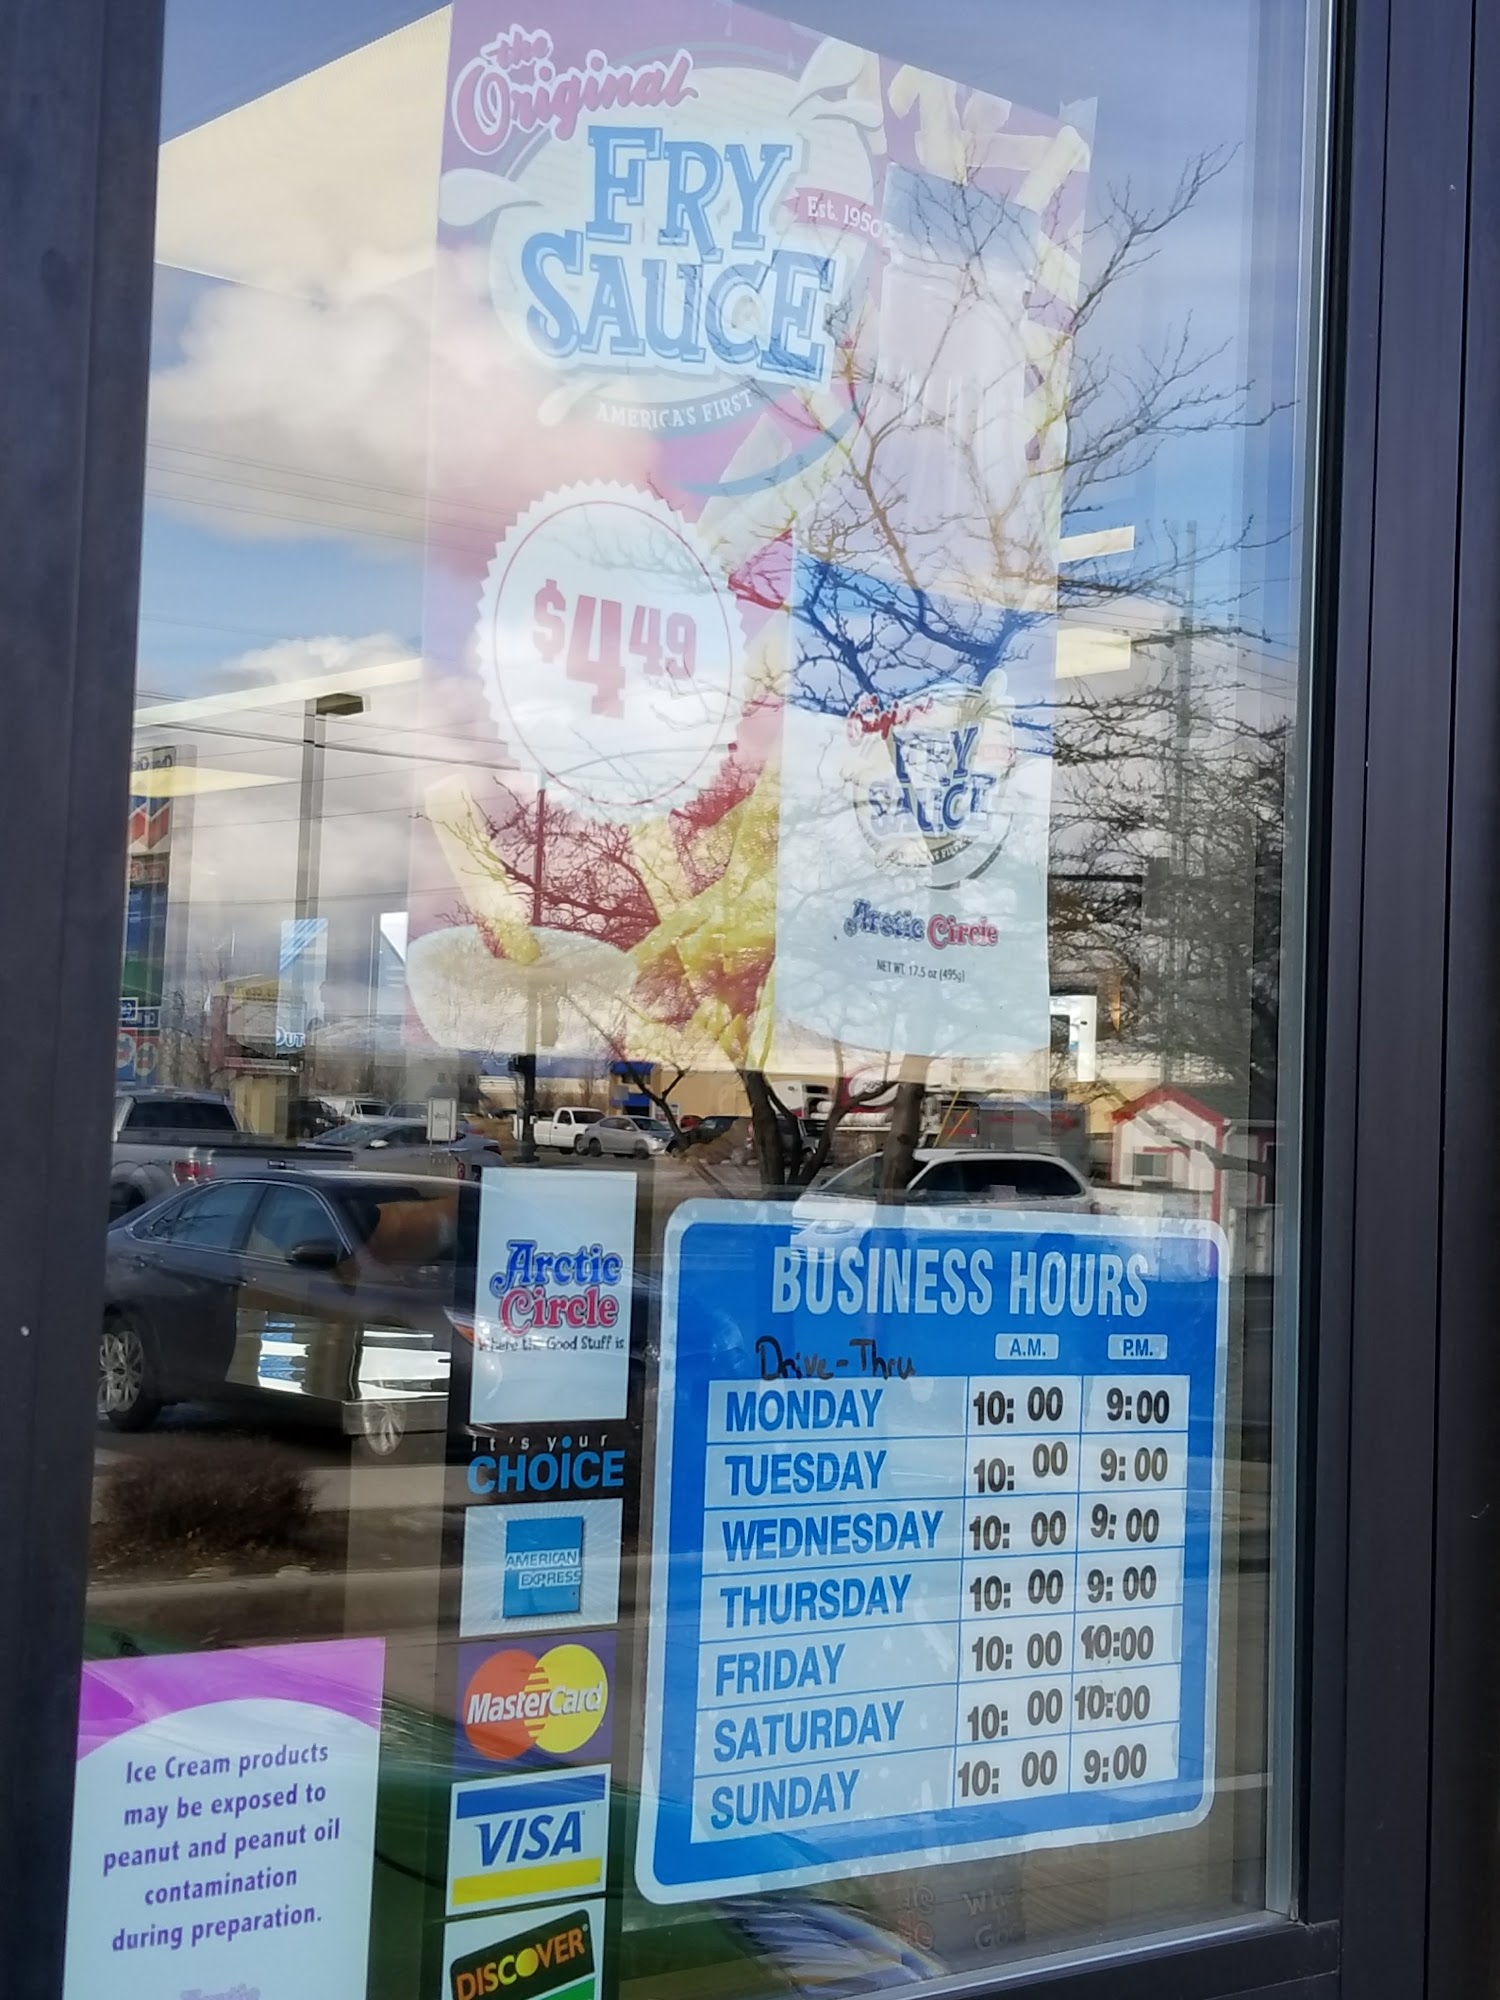 the
Original
FRY
SAUCE
Est. 1950
AMERICA'S FIRST
$4.49
Original
FRY
SAUCE
Arctic Circle
NET WT. 17.5 oz (495g)
Arctic
Circle
Where the Good Stuff is
it's your
CHOICE
AMERICAN
EXPRESS
MasterCard
VISA
DISCOVER
BUSINESS HOURS
Drive-Thru A.M. P.M.
MONDAY 10:00 9:00
TUESDAY 10:00 9:00
WEDNESDAY 10:00 9:00
THURSDAY 10:00 9:00
FRIDAY 10:00 10:00
SATURDAY 10:00 10:00
SUNDAY 10:00 9:00
Ice Cream products
may be exposed to
peanut and peanut oil
contamination
during preparation.